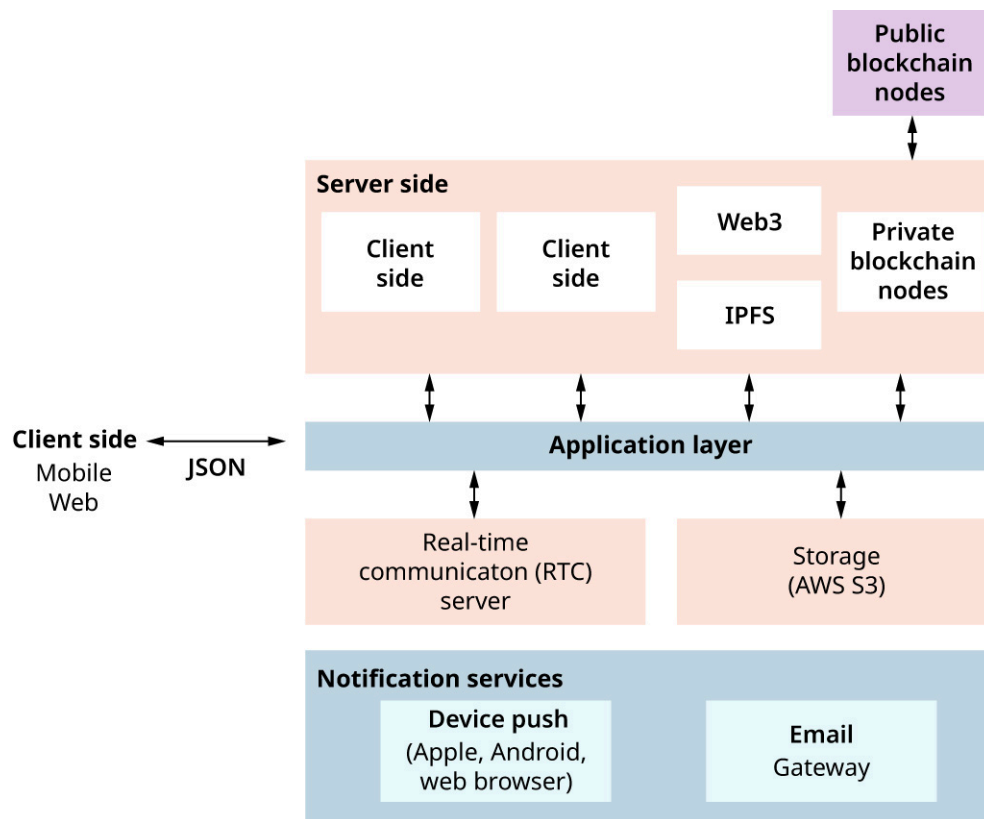 Public
blockchain
nodes
Server side
Client
side
Client
side
Web3
IPFS
Private
blockchain
nodes
Client side
Mobile
Web
JSON
Application layer
Real-time
communicaton (RTC)
server
Storage
(AWS S3)
Notification services
Device push
(Apple, Android,
web browser)
Email
Gateway